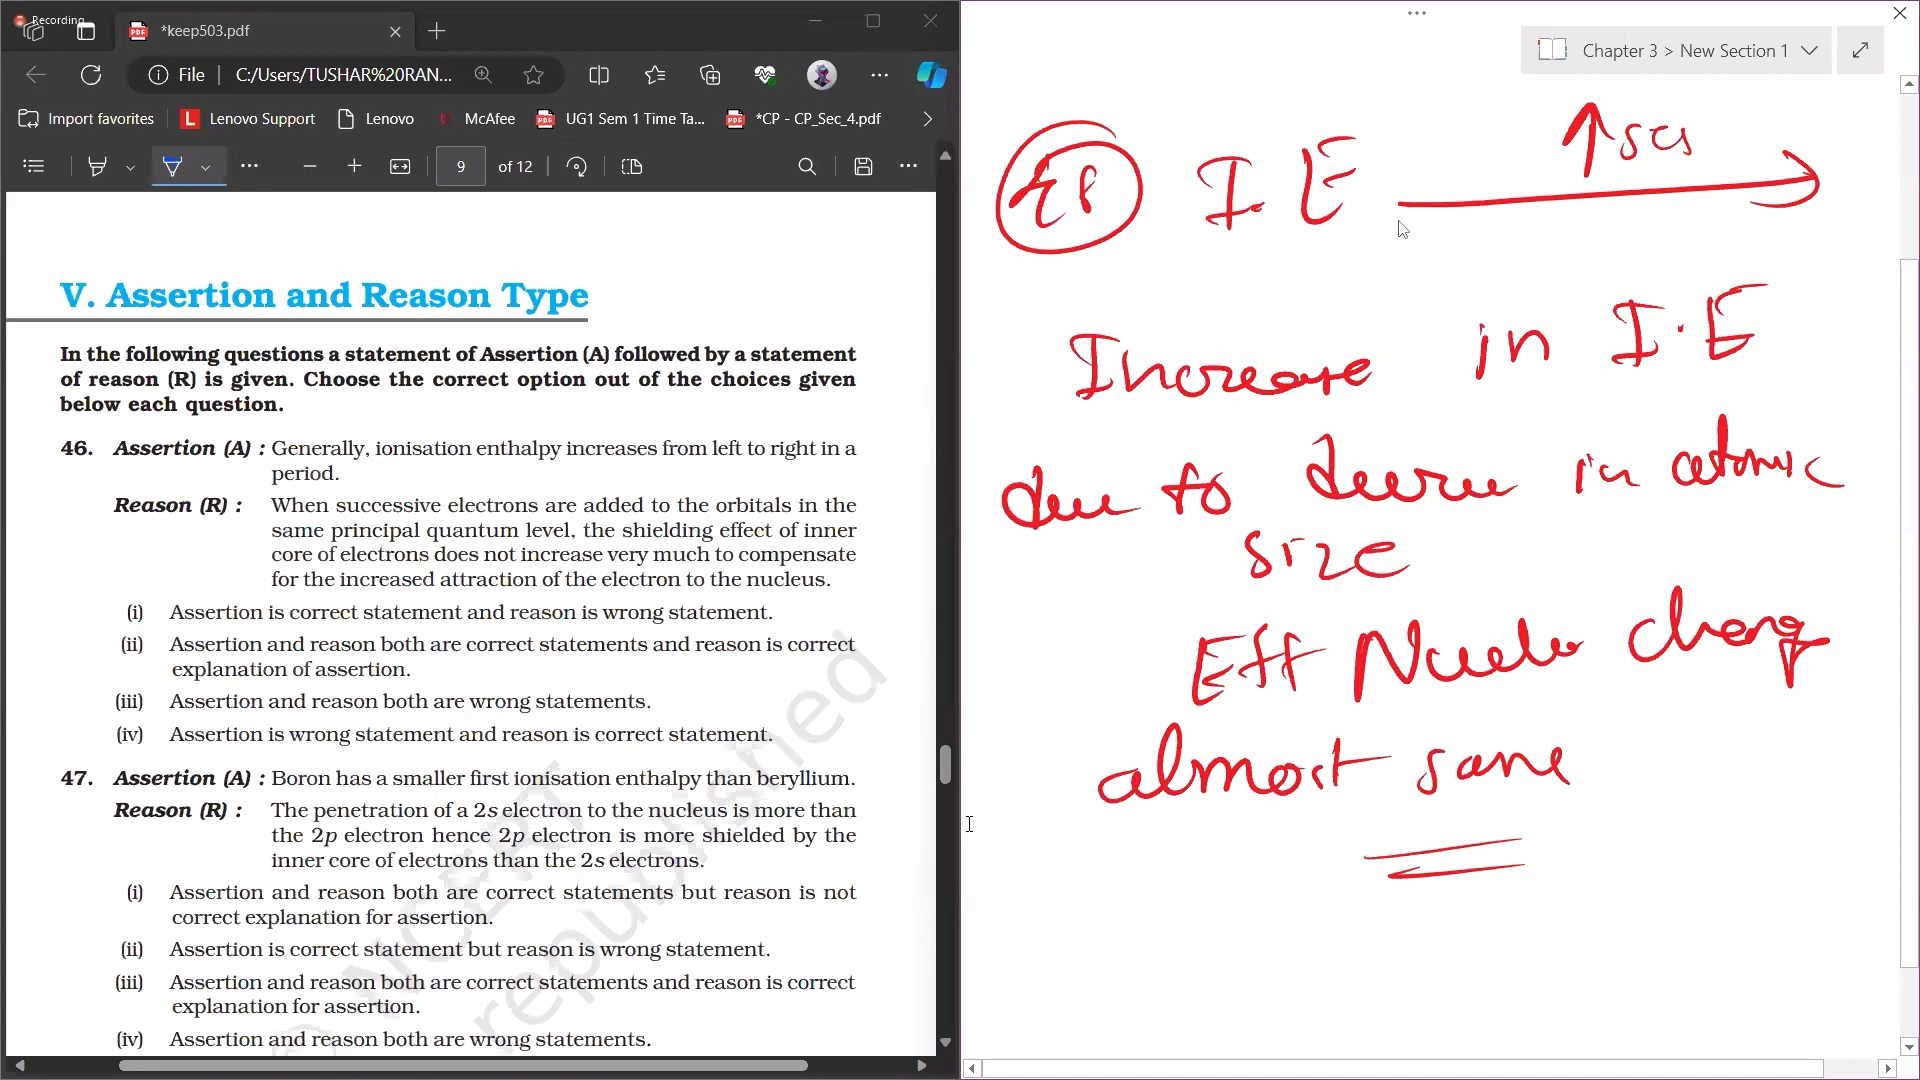 Recording
*keep503.pdf
File
C:/Users/TUSHAR%20RAN...
Import favorites
Lenovo Support
Lenovo
McAfee
UG1 Sem 1 Time Ta...
*CP - CP_Sec_4.pdf
9 of 12
V. Assertion and Reason Type
In the following questions a statement of Assertion (A) followed by a statement
of reason (R) is given. Choose the correct option out of the choices given
below each question.
46. Assertion (A) : Generally, ionisation enthalpy increases from left to right in a
period.
Reason (R) : When successive electrons are added to the orbitals in the
same principal quantum level, the shielding effect of inner
core of electrons does not increase very much to compensate
for the increased attraction of the electron to the nucleus.
(i) Assertion is correct statement and reason is wrong statement.
(ii) Assertion and reason both are correct statements and reason is correct
explanation of assertion.
(iii) Assertion and reason both are wrong statements.
(iv) Assertion is wrong statement and reason is correct statement.
47. Assertion (A) : Boron has a smaller first ionisation enthalpy than beryllium.
Reason (R) : The penetration of a 2s electron to the nucleus is more than
the 2p electron hence 2p electron is more shielded by the
inner core of electrons than the 2s electrons.
(i) Assertion and reason both are correct statements but reason is not
correct explanation for assertion.
(ii) Assertion is correct statement but reason is wrong statement.
(iii) Assertion and reason both are correct statements and reason is correct
explanation for assertion.
(iv) Assertion and reason both are wrong statements.
© NCERT
republished
Chapter 3 > New Section 1
I.E
Increase in I.E
due to in atomic
size
Eff Nuclear
almost same